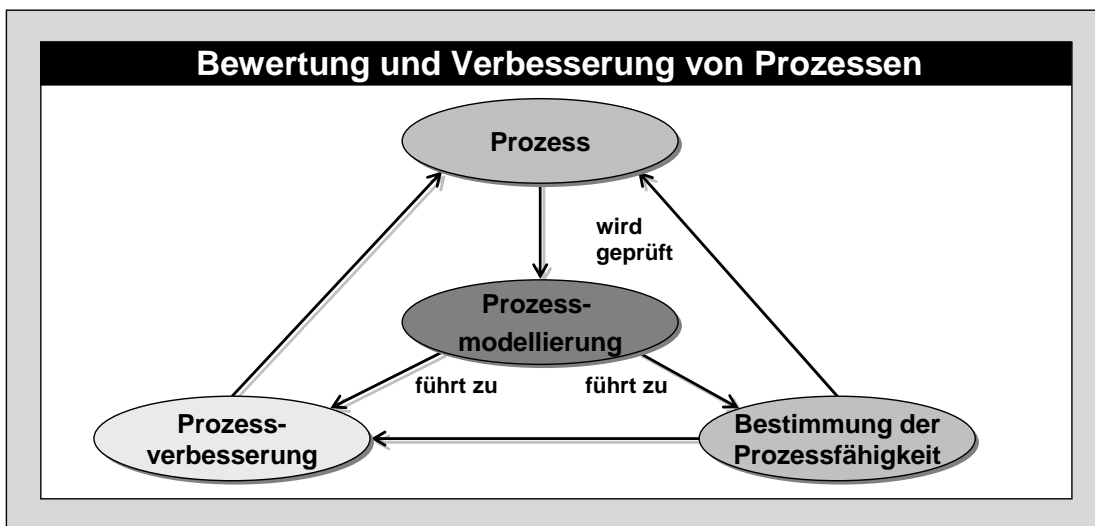 Bewertung und Verbesserung von Prozessen
Prozess
wird
geprüft
Prozess-
modellierung
führt zu
führt zu
Prozess-
verbesserung
Bestimmung der
Prozessfähigkeit